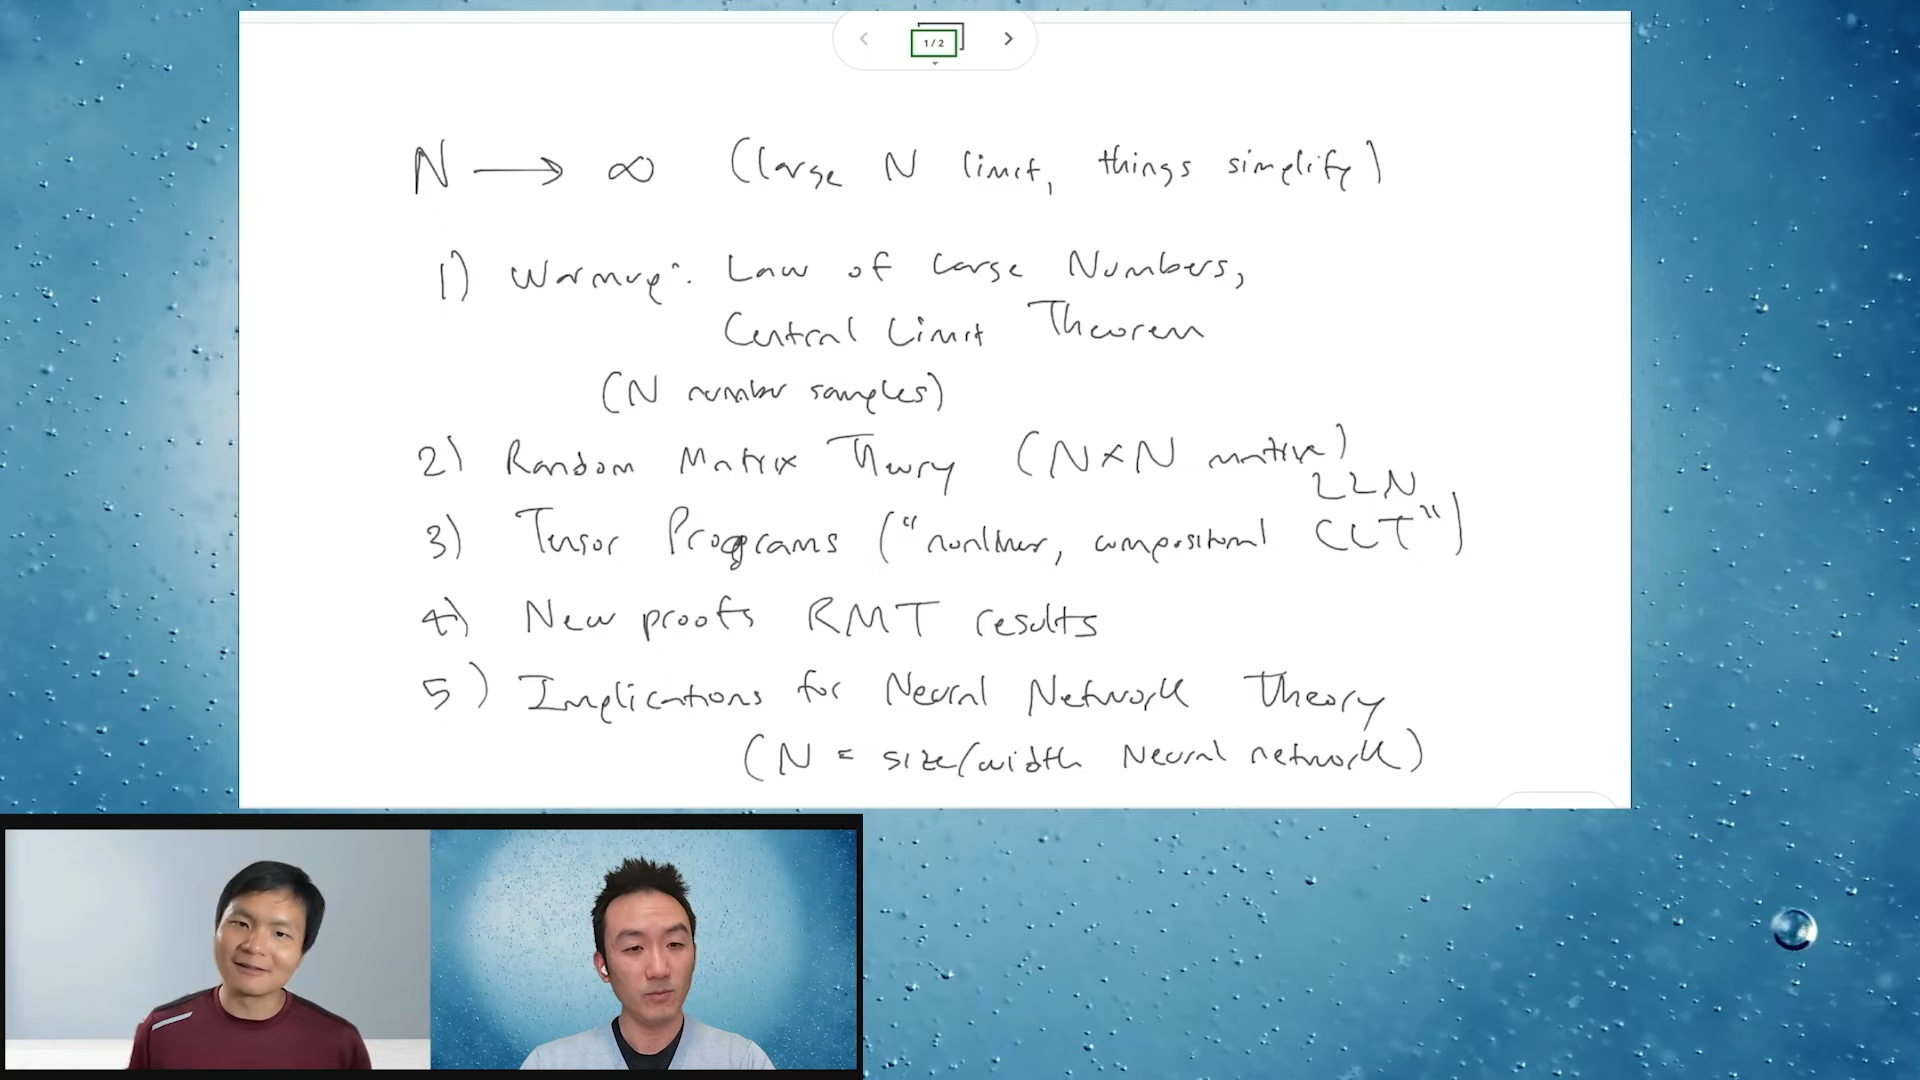 1/2
N → ∞ (large N limit, things simplify)
1) Warmup: Law of Large Numbers,
Central Limit Theorem
(N number samples)
2) Random Matrix Theory (N×N matrix)
LLN
3) Tensor Programs ("nonlinear, compositional CLT")
4) New proofs RMT results
5) Implications for Neural Network Theory
(N = size/width Neural network)